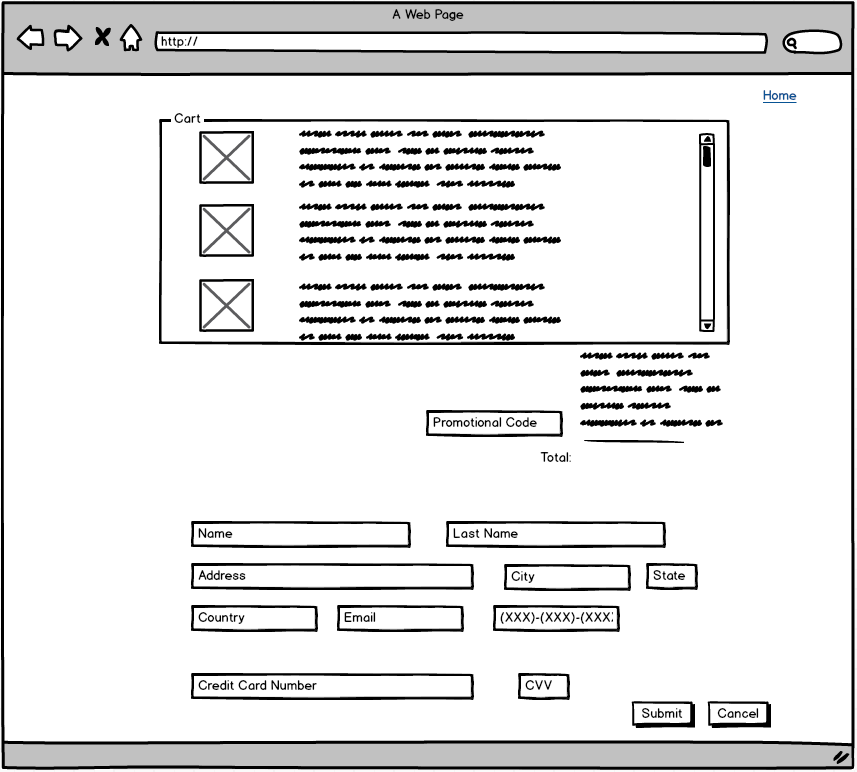 A Web Page
http://
Home
Cart
Promotional Code
Total:
Name
Last Name
Address
City
State
Country
Email
(XXX)-(XXX)-(XXX
Credit Card Number
CVV
Submit
Cancel